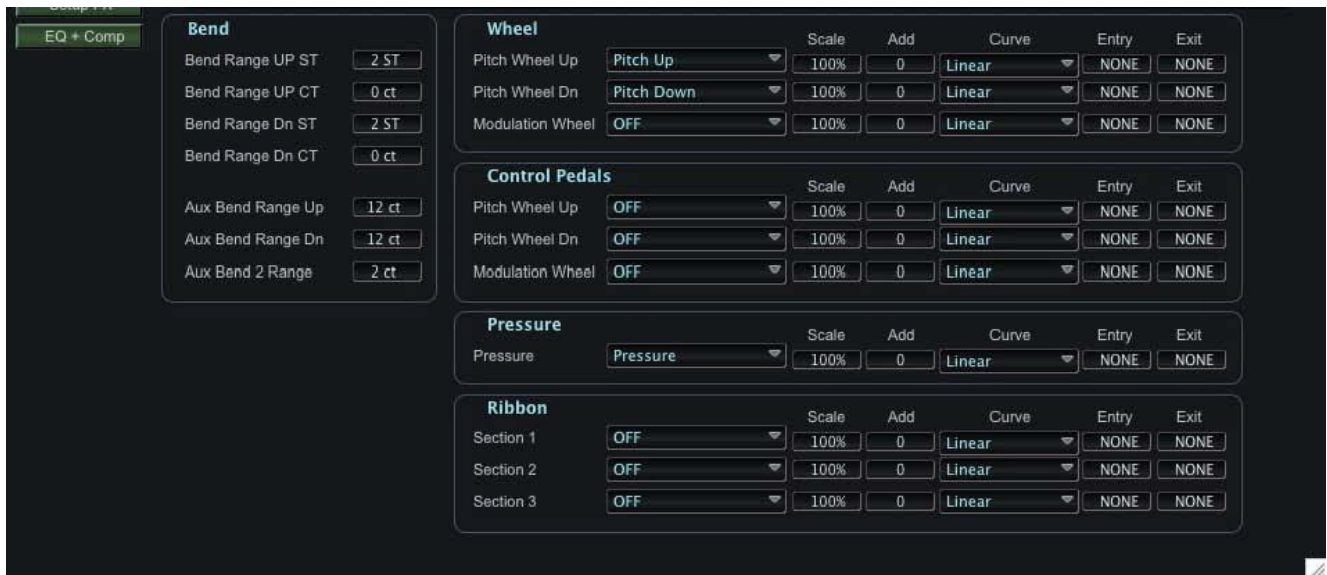 EQ + Comp
Bend
Bend Range UP ST 2 ST
Bend Range UP CT 0 ct
Bend Range Dn ST 2 ST
Bend Range Dn CT 0 ct
Aux Bend Range Up 12 ct
Aux Bend Range Dn 12 ct
Aux Bend 2 Range 2 ct
Wheel Scale Add Curve Entry Exit
Pitch Wheel Up Pitch Up 100% 0 Linear NONE NONE
Pitch Wheel Dn Pitch Down 100% 0 Linear NONE NONE
Modulation Wheel OFF 100% 0 Linear NONE NONE
Control Pedals Scale Add Curve Entry Exit
Pitch Wheel Up OFF 100% 0 Linear NONE NONE
Pitch Wheel Dn OFF 100% 0 Linear NONE NONE
Modulation Wheel OFF 100% 0 Linear NONE NONE
Pressure Scale Add Curve Entry Exit
Pressure Pressure 100% 0 Linear NONE NONE
Ribbon Scale Add Curve Entry Exit
Section 1 OFF 100% 0 Linear NONE NONE
Section 2 OFF 100% 0 Linear NONE NONE
Section 3 OFF 100% 0 Linear NONE NONE